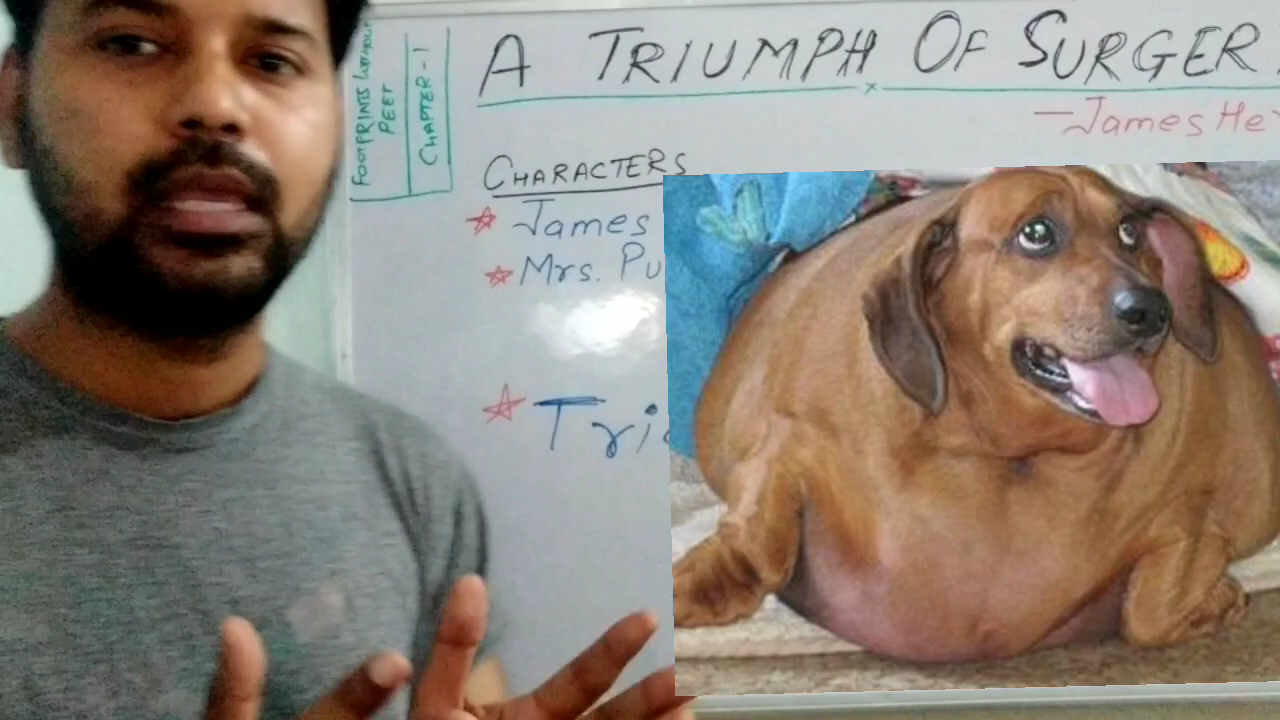 FOOTPRINTS WITHOUT
FEET
CHAPTER-1
A TRIUMPH OF SURGER
-James He
CHARACTERS
James
Mrs. Pu
Tri